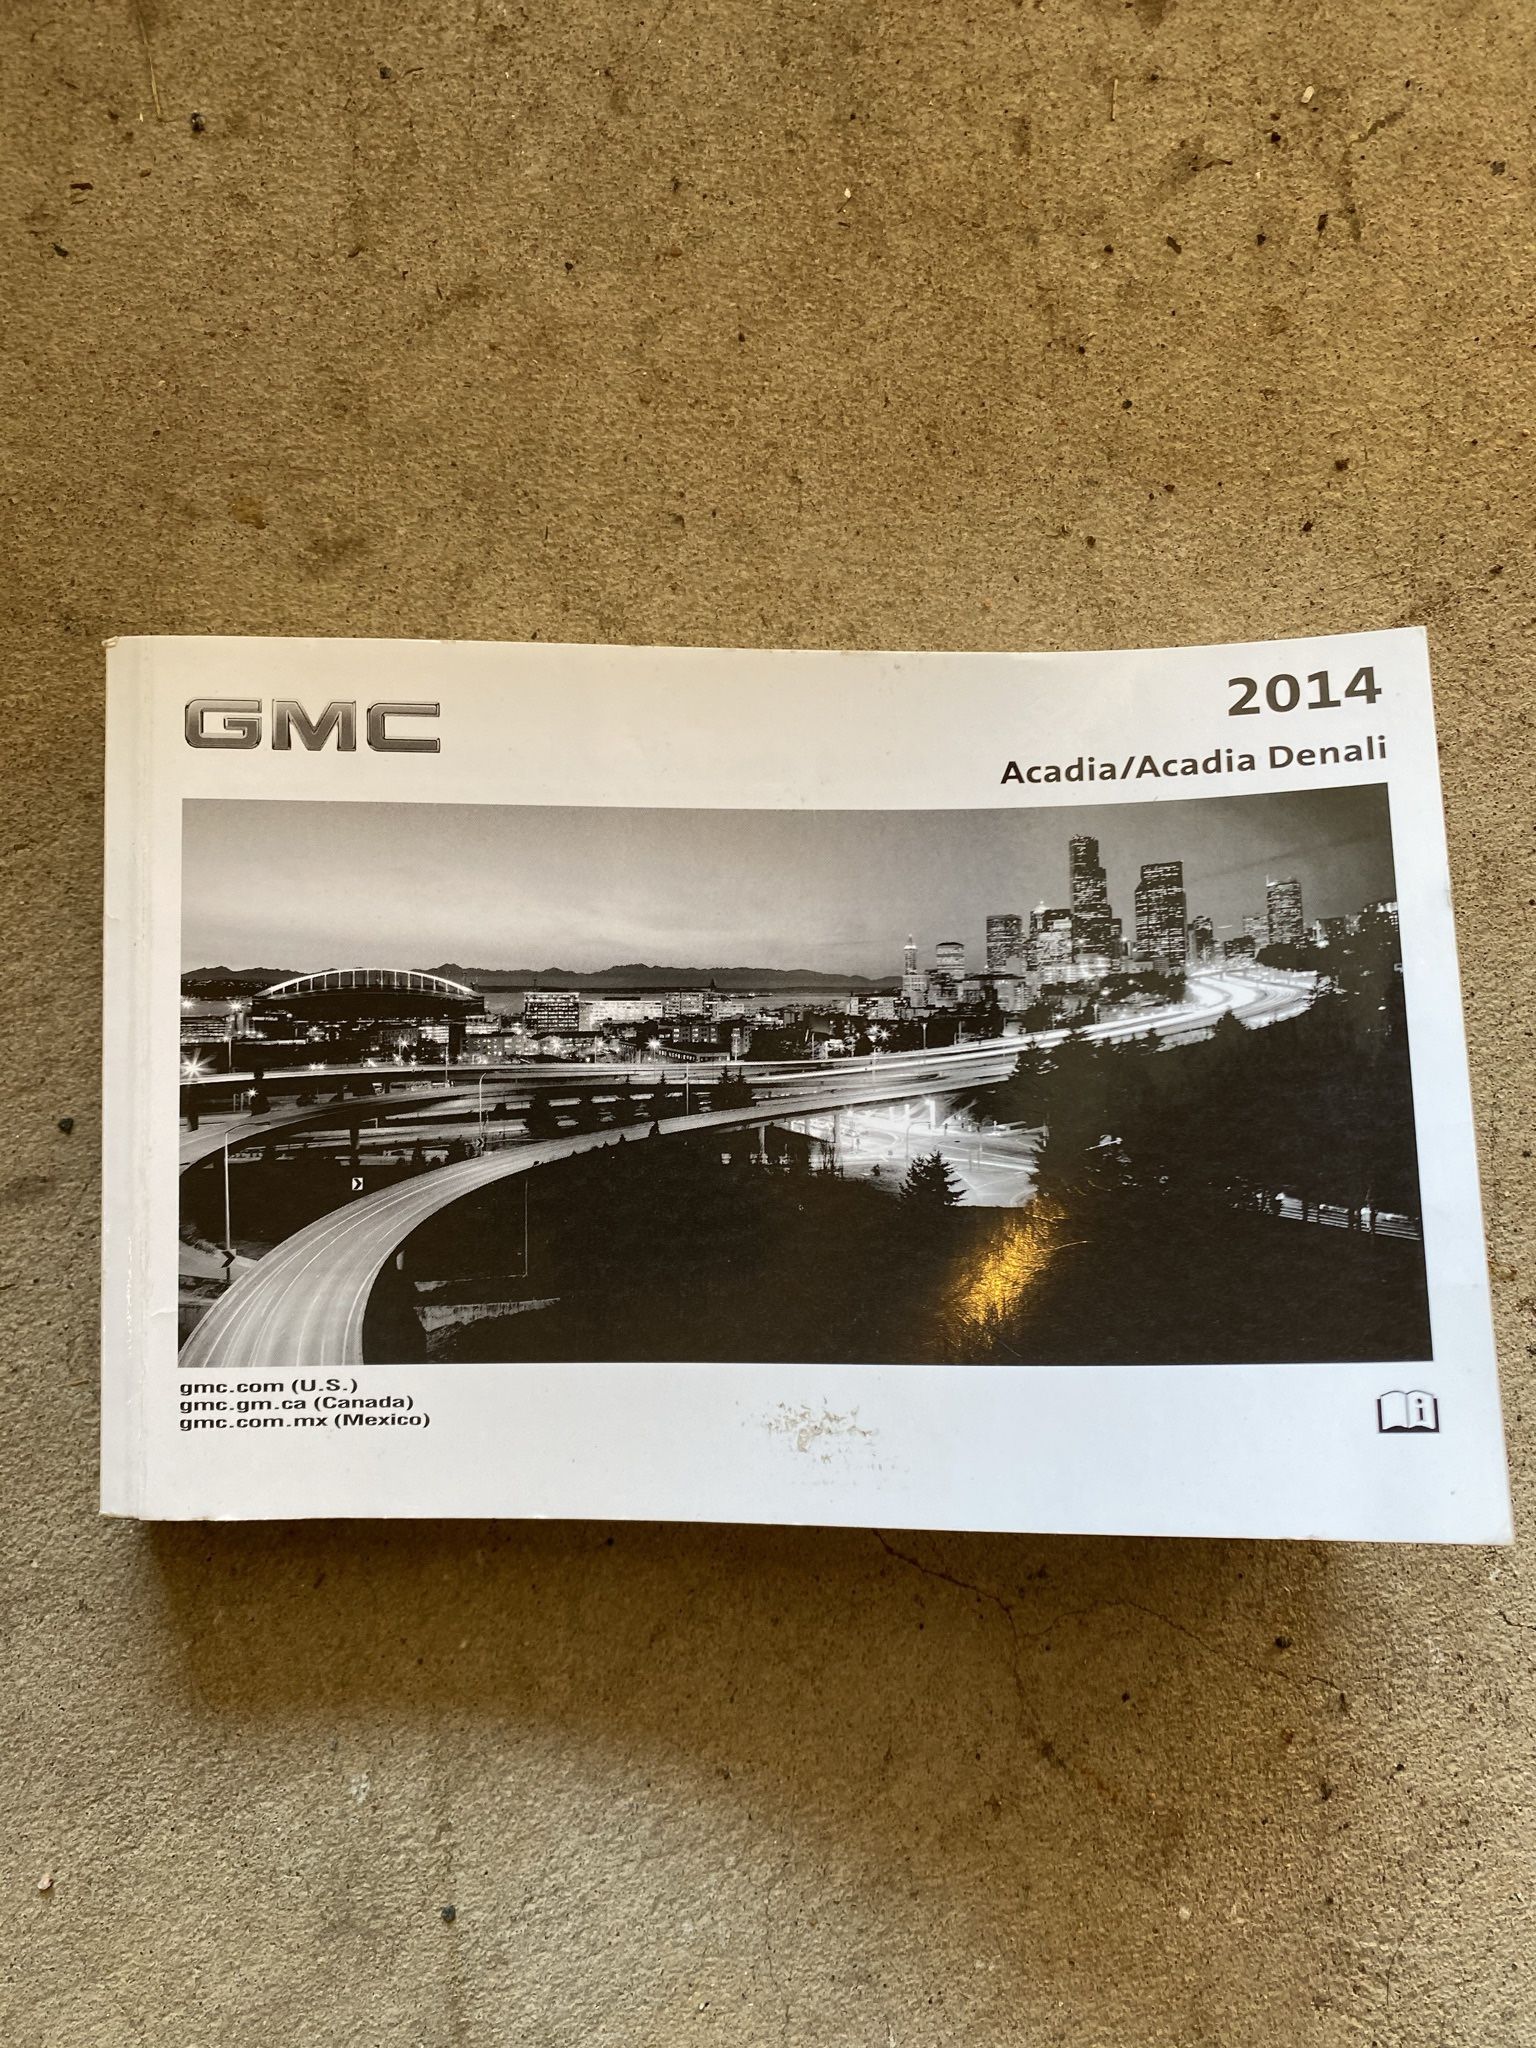 GMC
2014
Acadia/Acadia Denali
gmc.com (U.S.)
gmc.gm.ca (Canada)
gmc.com.mx (Mexico)
i